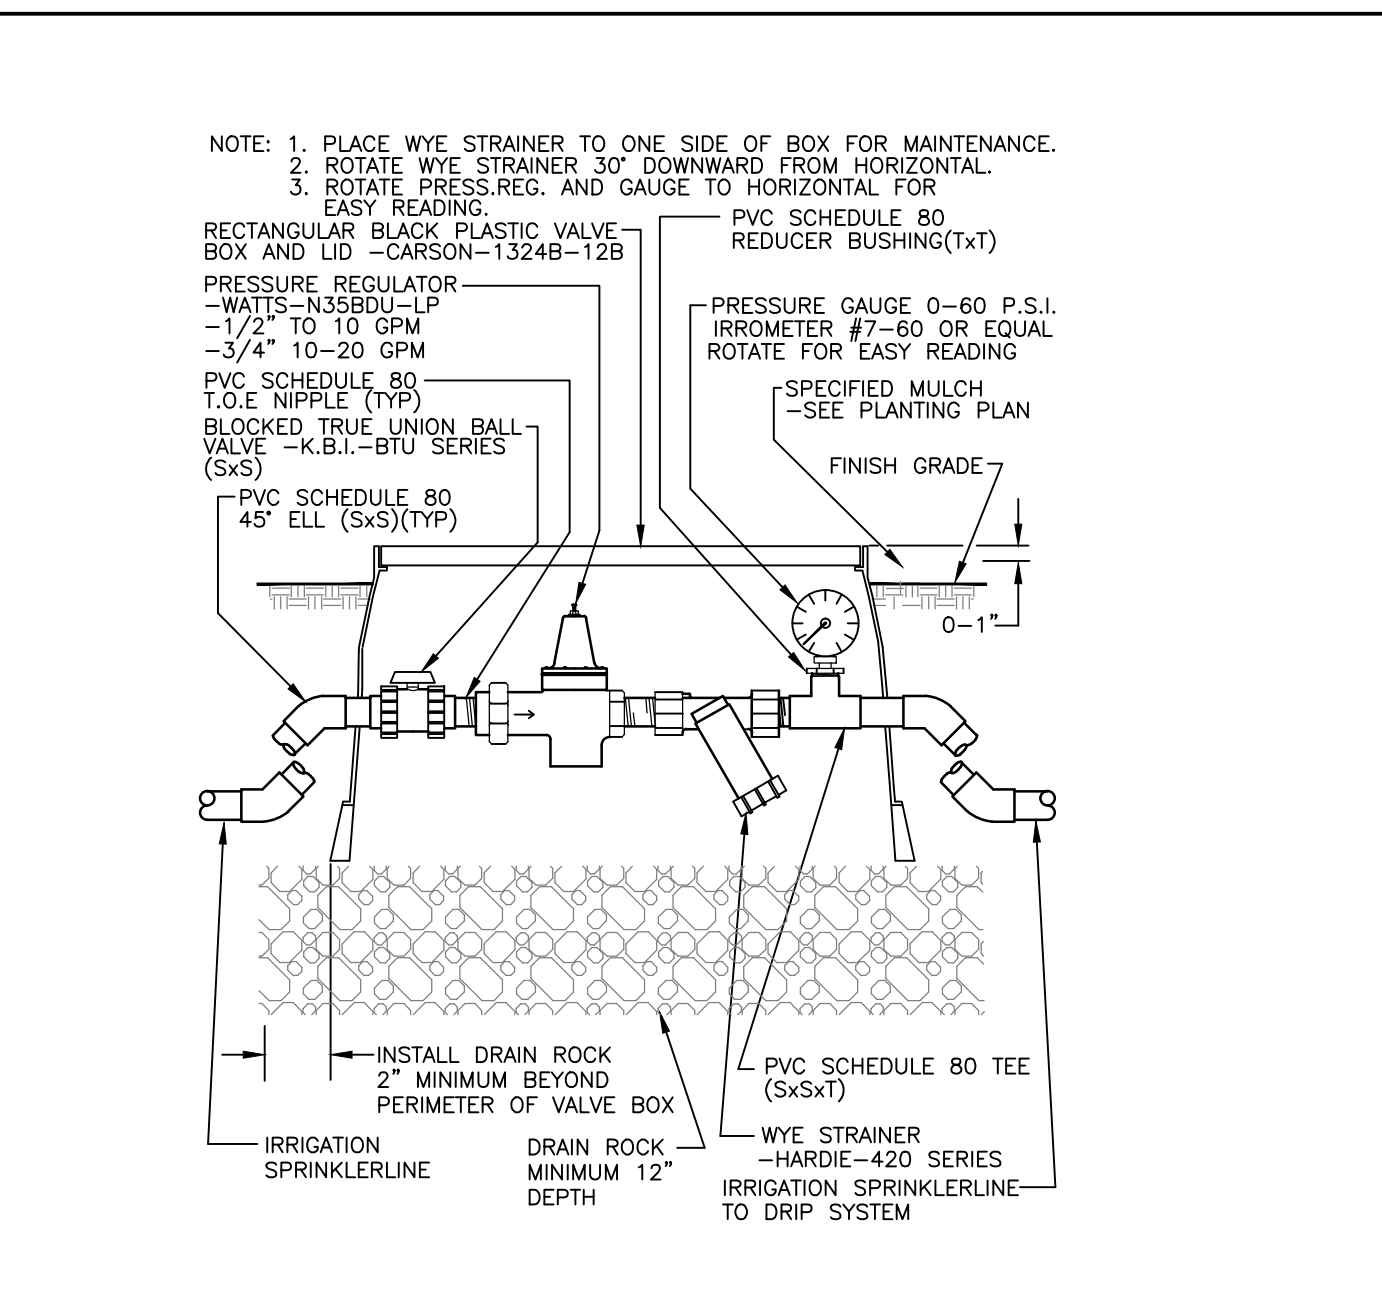 NOTE: 1. PLACE WYE STRAINER TO ONE SIDE OF BOX FOR MAINTENANCE.
2. ROTATE WYE STRAINER 30° DOWNWARD FROM HORIZONTAL.
3. ROTATE PRESS.REG. AND GAUGE TO HORIZONTAL FOR
EASY READING.
RECTANGULAR BLACK PLASTIC VALVE
BOX AND LID -CARSON-1324B-12B
PRESSURE REGULATOR
-WATTS-N35BDU-LP
-1/2" TO 10 GPM
-3/4" 10-20 GPM
PVC SCHEDULE 80
T.O.E NIPPLE (TYP)
BLOCKED TRUE UNION BALL
VALVE -K.B.I.-BTU SERIES
(SxS)
PVC SCHEDULE 80
45° ELL (SxS)(TYP)
PVC SCHEDULE 80
REDUCER BUSHING(TxT)
PRESSURE GAUGE 0-60 P.S.I.
IRROMETER #7-60 OR EQUAL
ROTATE FOR EASY READING
SPECIFIED MULCH
-SEE PLANTING PLAN
FINISH GRADE
0-1"
INSTALL DRAIN ROCK
2" MINIMUM BEYOND
PERIMETER OF VALVE BOX
IRRIGATION
SPRINKLERLINE
DRAIN ROCK
MINIMUM 12"
DEPTH
PVC SCHEDULE 80 TEE
(SxSxT)
WYE STRAINER
-HARDIE-420 SERIES
IRRIGATION SPRINKLERLINE
TO DRIP SYSTEM